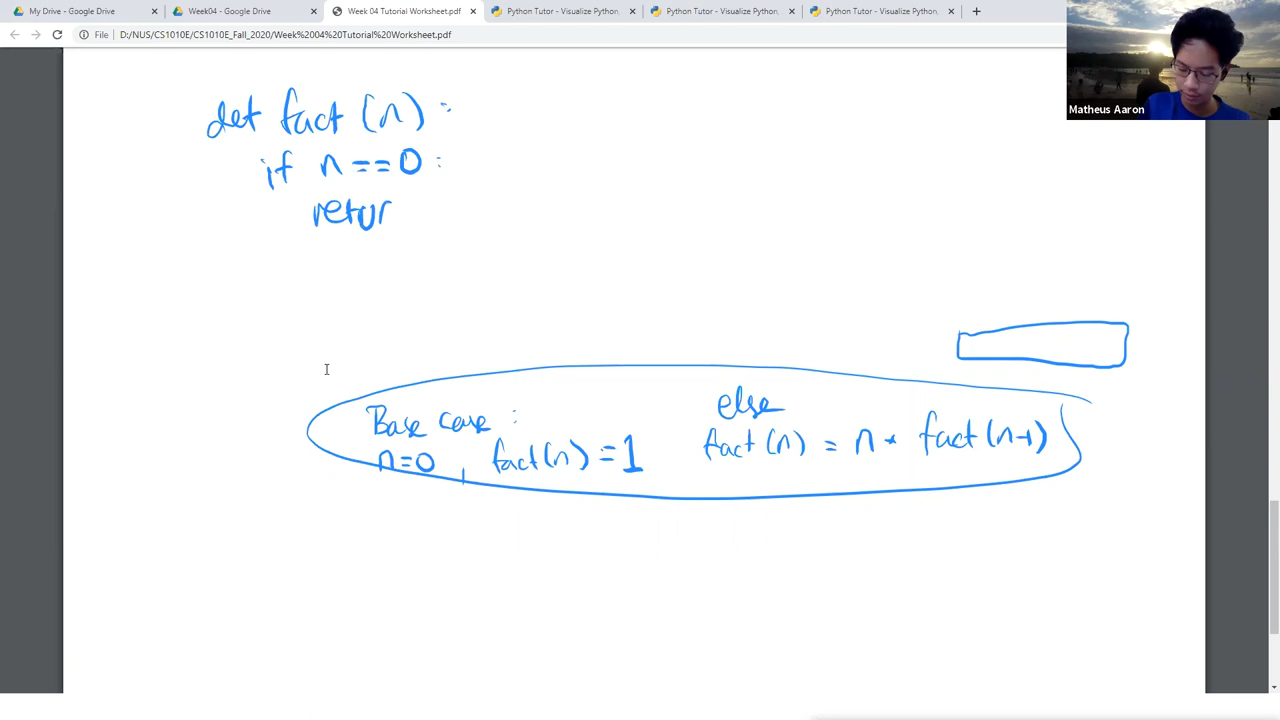 My Drive - Google Drive
Week04 - Google Drive
Week 04 Tutorial Worksheet.pdf
Python Tutor - Visualize Python,
Python Tutor - Visualize Python,
Python Tutor - Visualize Python,
File
D:/NUS/CS1010E/CS1010E_Fall_2020/Week%2004%20Tutorial%20Worksheet.pdf
Matheus Aaron
def fact (n) :
if n == 0 :
retur
Base case :
n=0 , fact(n) = 1
else
fact(n) = n * fact(n-1)